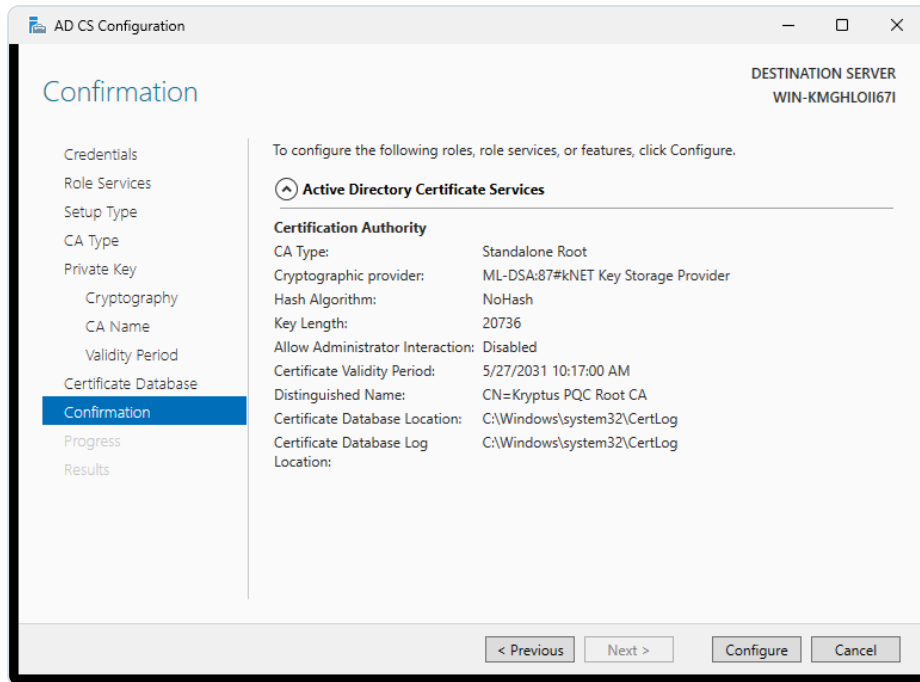 AD CS Configuration
Confirmation
DESTINATION SERVER
WIN-KMGHLOII67I
Credentials
Role Services
Setup Type
CA Type
Private Key
Cryptography
CA Name
Validity Period
Certificate Database
Confirmation
Progress
Results
To configure the following roles, role services, or features, click Configure.
Active Directory Certificate Services
Certification Authority
CA Type: Standalone Root
Cryptographic provider: ML-DSA:87#kNET Key Storage Provider
Hash Algorithm: NoHash
Key Length: 20736
Allow Administrator Interaction: Disabled
Certificate Validity Period: 5/27/2031 10:17:00 AM
Distinguished Name: CN=Kryptus PQC Root CA
Certificate Database Location: C:\Windows\system32\CertLog
Certificate Database Log C:\Windows\system32\CertLog
Location:
< Previous Next > Configure Cancel